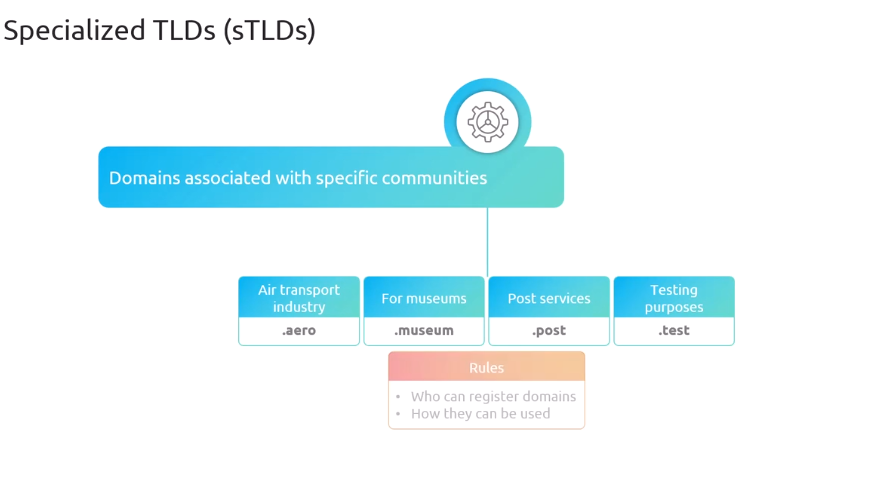 Specialized TLDs (sTLDs)
Domains associated with specific communities
Air transport
industry
.aero
For museums
.museum
Post services
.post
Testing
purposes
.test
Rules
• Who can register domains
• How they can be used